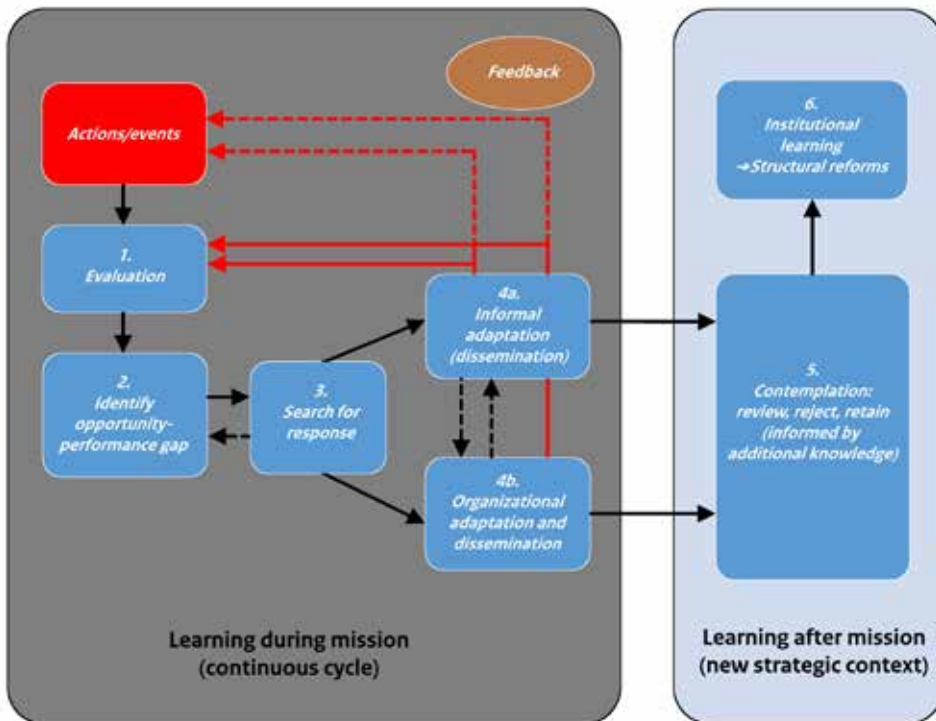 Feedback
Actions/events
1.
Evaluation
2.
Identify
opportunity-
performance gap
3.
Search for
response
4a.
Informal
adaptation
(dissemination)
4b.
Organizational
adaptation and
dissemination
Learning during mission
(continuous cycle)
6.
Institutional
learning
→Structural reforms
5.
Contemplation:
review, reject, retain
(informed by
additional knowledge)
Learning after mission
(new strategic context)